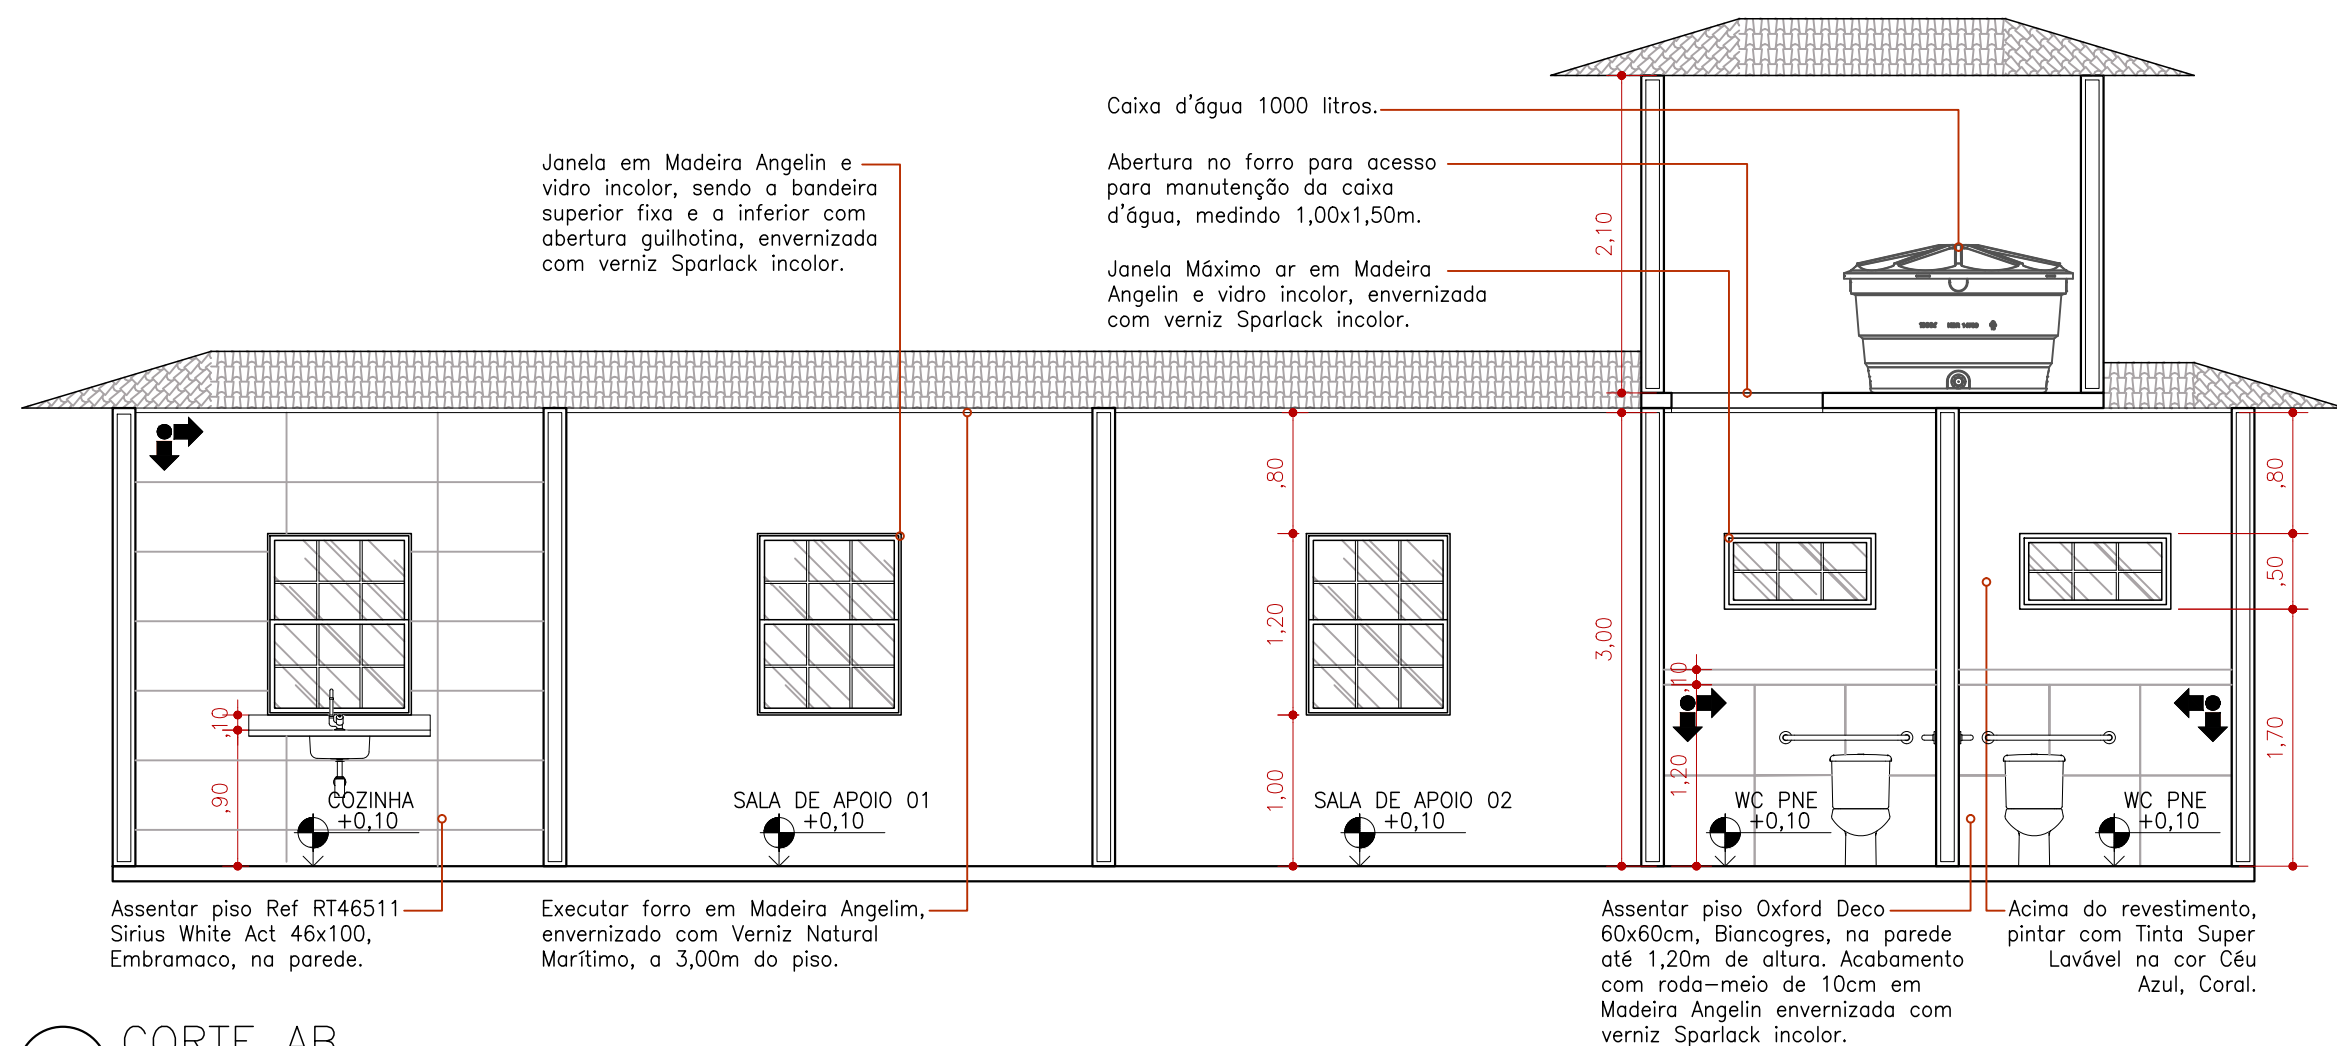 Caixa d'água 1000 litros.
Janela em Madeira Angelin e
vidro incolor, sendo a bandeira
superior fixa e a inferior com
abertura guilhotina, envernizada
com verniz Sparlack incolor.
Abertura no forro para acesso
para manutenção da caixa
d'água, medindo 1,00x1,50m.
Janela Máximo ar em Madeira
Angelin e vidro incolor, envernizada
com verniz Sparlack incolor.
2,10
,80
1,20
1,00
3,00
,80
,50
1,70
,10
1,20
,10
,90
COZINHA
+0,10
SALA DE APOIO 01
+0,10
SALA DE APOIO 02
+0,10
WC PNE
+0,10
WC PNE
+0,10
Assentar piso Ref RT46511
Sirius White Act 46x100,
Embramaco, na parede.
Executar forro em Madeira Angelim,
envernizado com Verniz Natural
Marítimo, a 3,00m do piso.
Assentar piso Oxford Deco
60x60cm, Biancogres, na parede
até 1,20m de altura. Acabamento
com roda-meio de 10cm em
Madeira Angelin envernizada com
verniz Sparlack incolor.
Acima do revestimento,
pintar com Tinta Super
Lavável na cor Céu
Azul, Coral.
CORTE AB